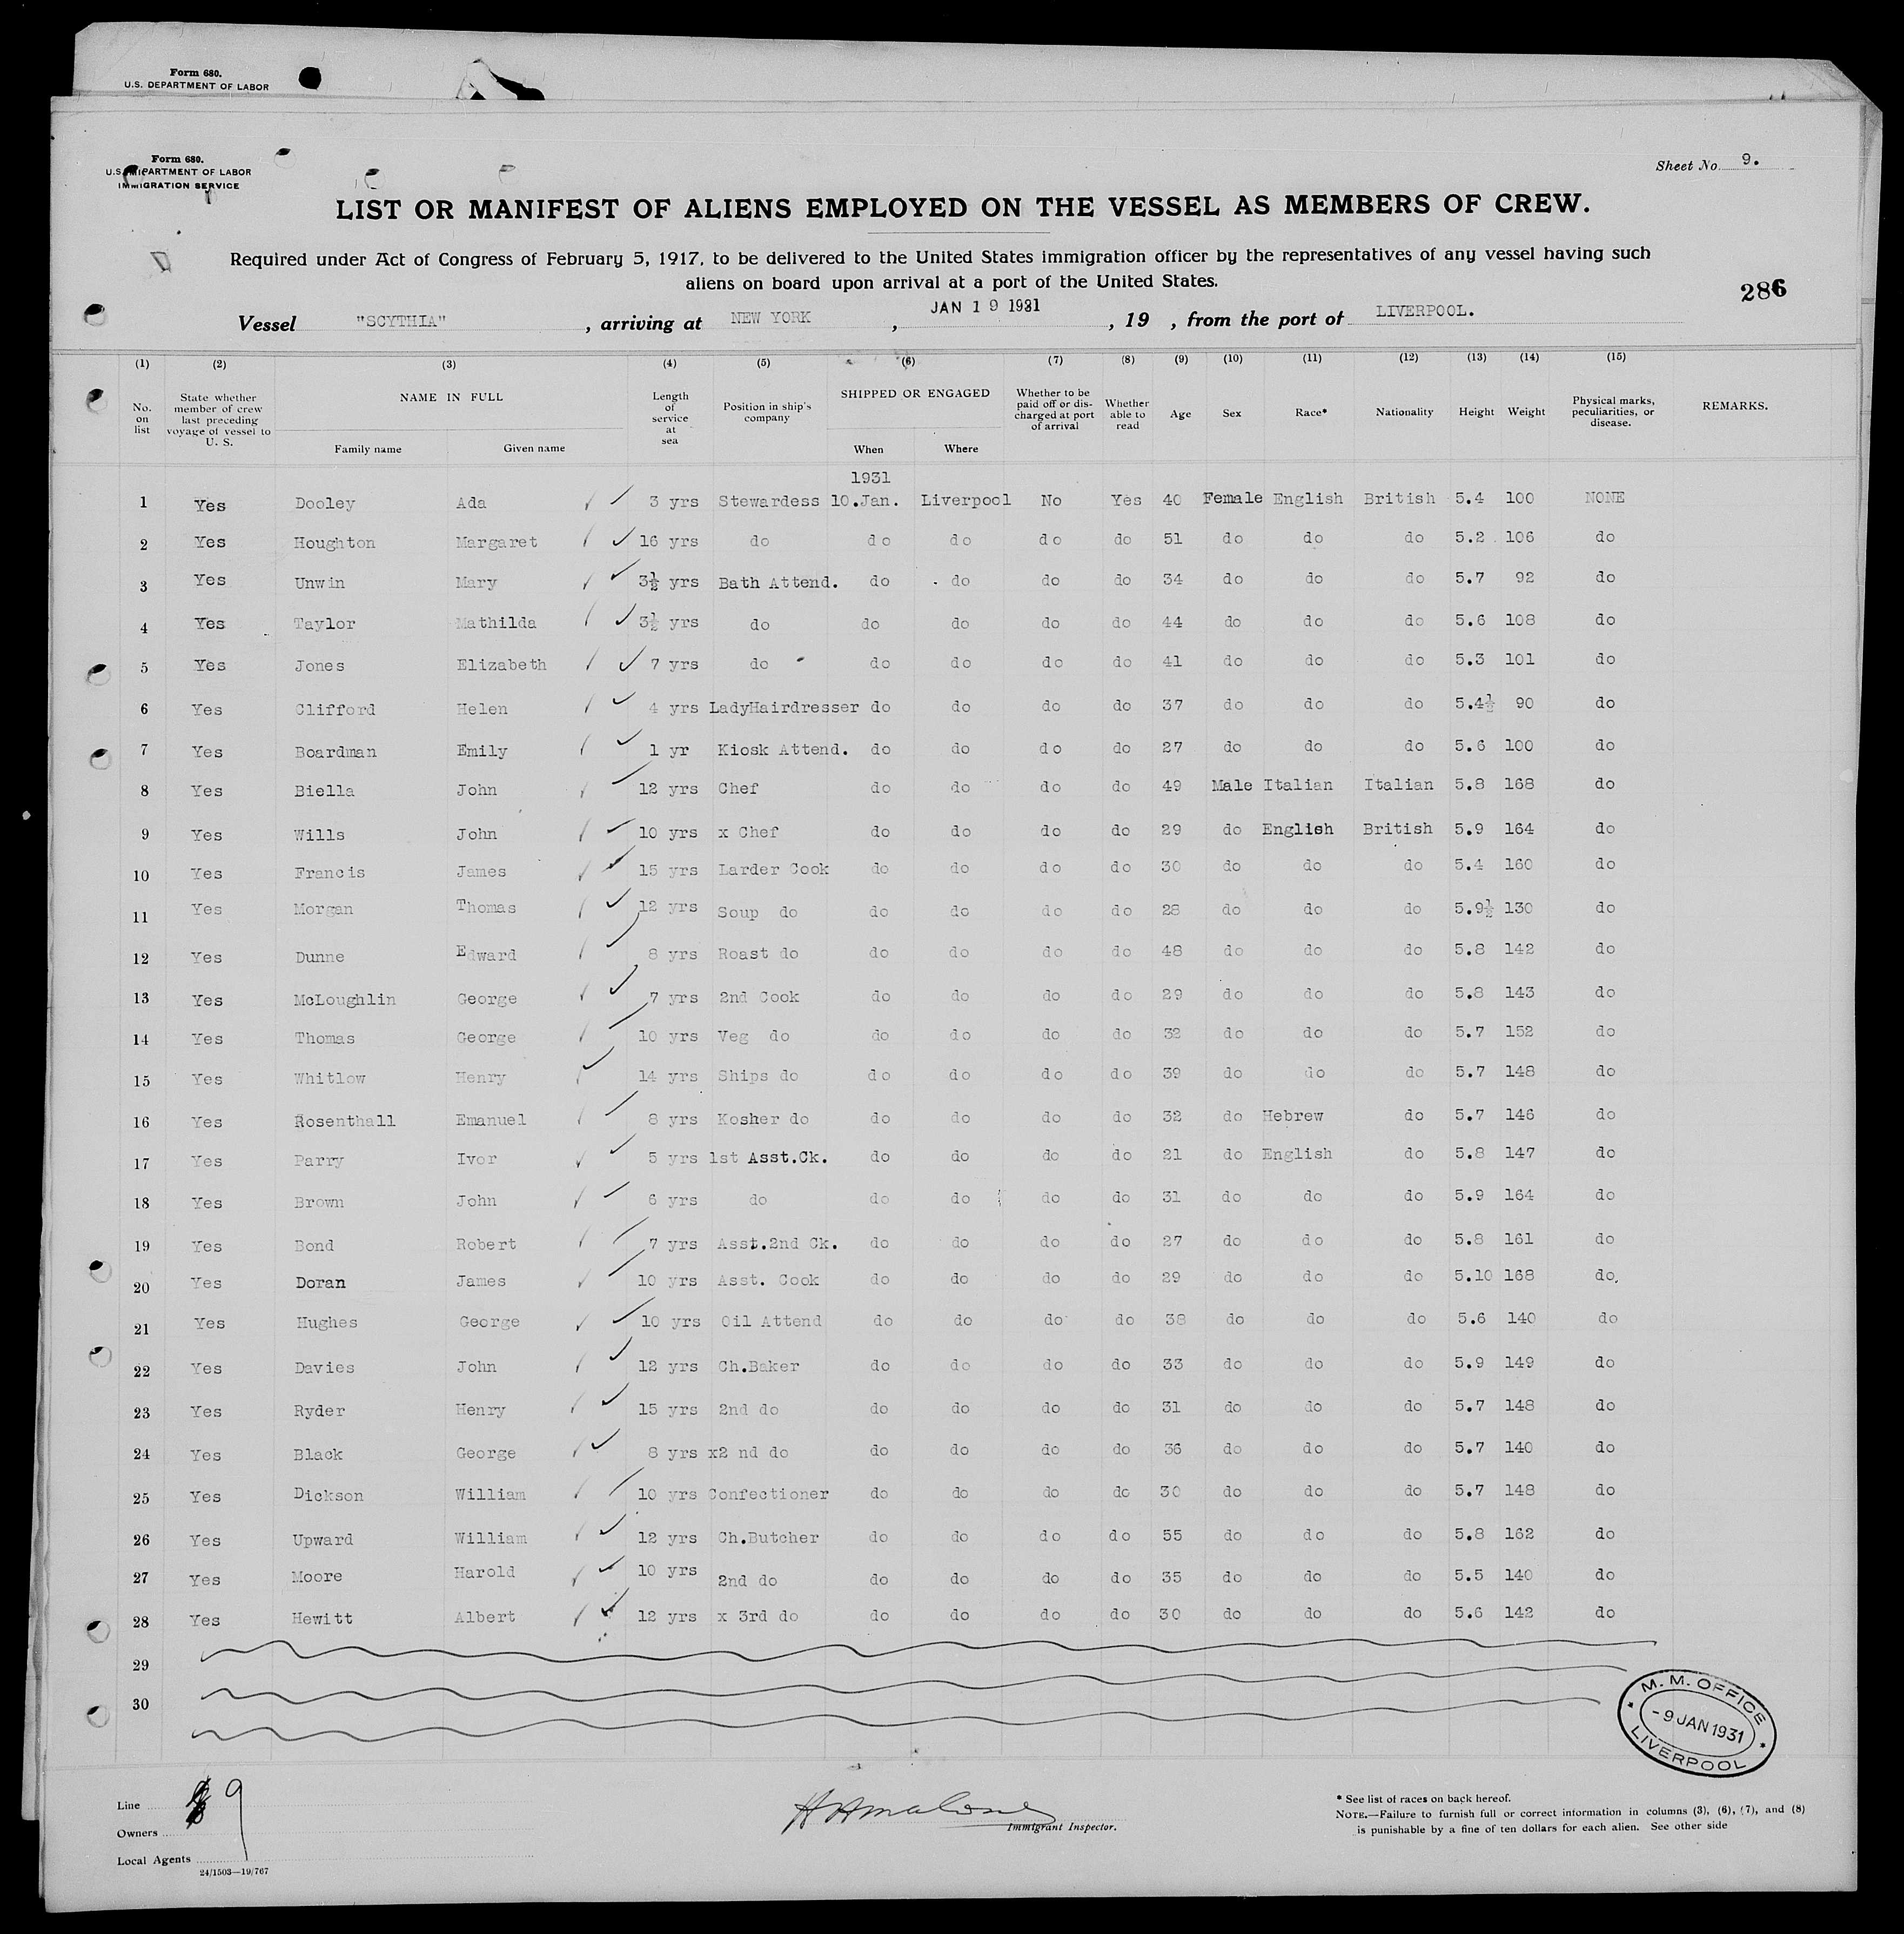 Form 680.
U.S. DEPARTMENT OF LABOR
Form 680.
U.S. DEPARTMENT OF LABOR
IMMIGRATION SERVICE
Sheet No. 9.
LIST OR MANIFEST OF ALIENS EMPLOYED ON THE VESSEL AS MEMBERS OF CREW.
Required under Act of Congress of February 5, 1917, to be delivered to the United States immigration officer by the representatives of any vessel having such
aliens on board upon arrival at a port of the United States.
286
Vessel "SCYTHIA" , arriving at NEW YORK , JAN 19 1931 , 19 , from the port of LIVERPOOL.
(1) (2) (3) (4) (5) (6) (7) (8) (9) (10) (11) (12) (13) (14) (15)
No. on list State whether member of crew last preceding voyage of vessel to U. S. NAME IN FULL Family name Given name Length of service at sea Position in ship's company SHIPPED OR ENGAGED When Where Whether to be paid off or discharged at port of arrival Whether able to read Age Sex Race* Nationality Height Weight Physical marks, peculiarities, or disease. REMARKS.
1931
1 Yes Dooley Ada 3 yrs Stewardess 10.Jan. Liverpool No Yes 40 Female English British 5.4 100 NONE
2 Yes Houghton Margaret 16 yrs do do do do do 51 do do do 5.2 106 do
3 Yes Unwin Mary 3½ yrs Bath Attend. do do do do 34 do do do 5.7 92 do
4 Yes Taylor Mathilda 3½ yrs do do do do do 44 do do do 5.6 108 do
5 Yes Jones Elizabeth 7 yrs do do do do do 41 do do do 5.3 101 do
6 Yes Clifford Helen 4 yrs LadyHairdresser do do do do 37 do do do 5.4½ 90 do
7 Yes Boardman Emily 1 yr Kiosk Attend. do do do do 27 do do do 5.6 100 do
8 Yes Biella John 12 yrs Chef do do do do 49 Male Italian Italian 5.8 168 do
9 Yes Wills John 10 yrs x Chef do do do do 29 do English British 5.9 164 do
10 Yes Francis James 15 yrs Larder Cook do do do do 30 do do do 5.4 160 do
11 Yes Morgan Thomas 12 yrs Soup do do do do do 28 do do do 5.9½ 130 do
12 Yes Dunne Edward 8 yrs Roast do do do do do 48 do do do 5.8 142 do
13 Yes McLoughlin George 7 yrs 2nd Cook do do do do 29 do do do 5.8 143 do
14 Yes Thomas George 10 yrs Veg do do do do do 32 do do do 5.7 152 do
15 Yes Whitlow Henry 14 yrs Ships do do do do do 39 do do do 5.7 148 do
16 Yes Rosenthall Emanuel 8 yrs Kosher do do do do do 32 do Hebrew do 5.7 146 do
17 Yes Parry Ivor 5 yrs 1st Asst.Ck. do do do do 21 do English do 5.8 147 do
18 Yes Brown John 6 yrs do do do do do 31 do do do 5.9 164 do
19 Yes Bond Robert 7 yrs Asst.2nd Ck. do do do do 27 do do do 5.8 161 do
20 Yes Doran James 10 yrs Asst. Cook do do do do 29 do do do 5.10 168 do.
21 Yes Hughes George 10 yrs Oil Attend do do do do 38 do do do 5.6 140 do
22 Yes Davies John 12 yrs Ch.Baker do do do do 33 do do do 5.9 149 do
23 Yes Ryder Henry 15 yrs 2nd do do do do do 31 do do do 5.7 148 do
24 Yes Black George 8 yrs x2 nd do do do do do 36 do do do 5.7 140 do
25 Yes Dickson William 10 yrs Confectioner do do do do 30 do do do 5.7 148 do
26 Yes Upward William 12 yrs Ch.Butcher do do do do 55 do do do 5.8 162 do
27 Yes Moore Harold 10 yrs 2nd do do do do do 35 do do do 5.5 140 do
28 Yes Hewitt Albert 12 yrs x 3rd do do do do do 30 do do do 5.6 142 do
29
30
M. M. OFFICE
- 9 JAN 1931
LIVERPOOL
Line 9
Owners
Local Agents
24/1503—19/767
Immigrant Inspector.
* See list of races on back hereof.
NOTE.—Failure to furnish full or correct information in columns (3), (6), (7), and (8)
is punishable by a fine of ten dollars for each alien. See other side